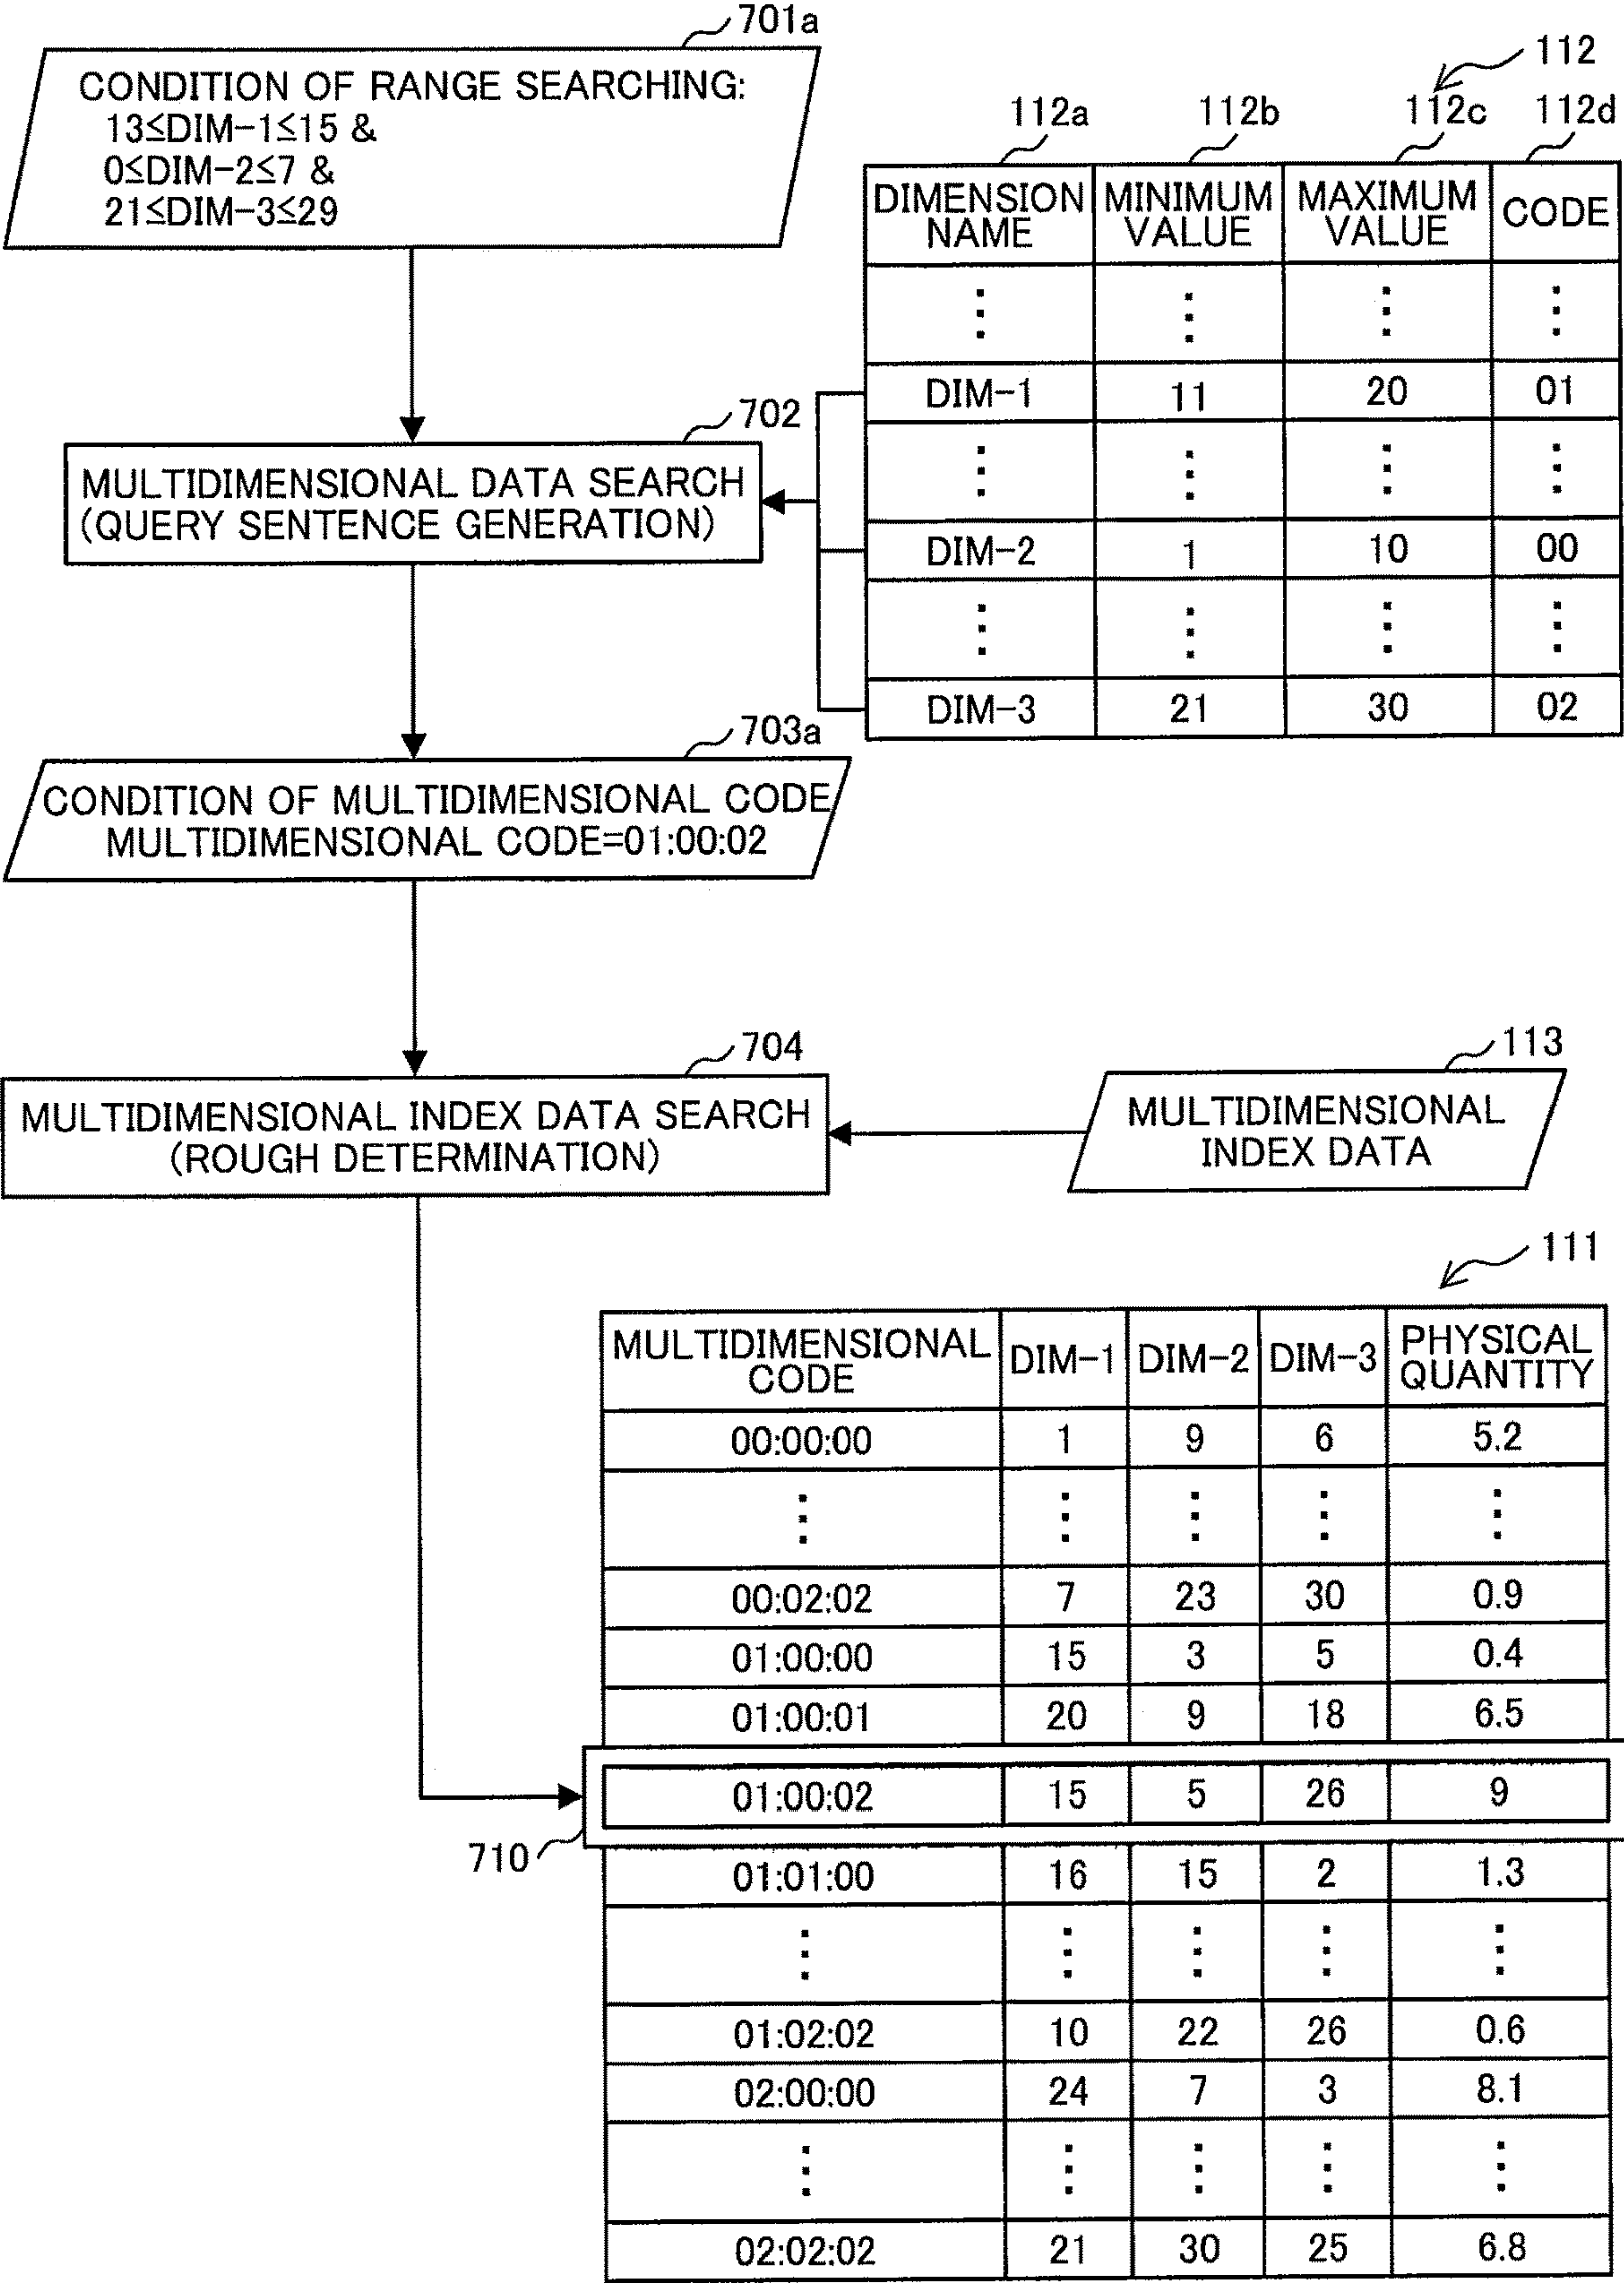 701a
CONDITION OF RANGE SEARCHING:
13≤DIM-1≤15 &
0≤DIM-2≤7 &
21≤DIM-3≤29
112
112a 112b 112c 112d
DIMENSION NAME MINIMUM VALUE MAXIMUM VALUE CODE
DIM-1 11 20 01
DIM-2 1 10 00
DIM-3 21 30 02
702
MULTIDIMENSIONAL DATA SEARCH
(QUERY SENTENCE GENERATION)
703a
CONDITION OF MULTIDIMENSIONAL CODE
MULTIDIMENSIONAL CODE=01:00:02
704
MULTIDIMENSIONAL INDEX DATA SEARCH
(ROUGH DETERMINATION)
113
MULTIDIMENSIONAL
INDEX DATA
111
MULTIDIMENSIONAL CODE DIM-1 DIM-2 DIM-3 PHYSICAL QUANTITY
00:00:00 1 9 6 5.2
00:02:02 7 23 30 0.9
01:00:00 15 3 5 0.4
01:00:01 20 9 18 6.5
01:00:02 15 5 26 9
710
01:01:00 16 15 2 1.3
01:02:02 10 22 26 0.6
02:00:00 24 7 3 8.1
02:02:02 21 30 25 6.8